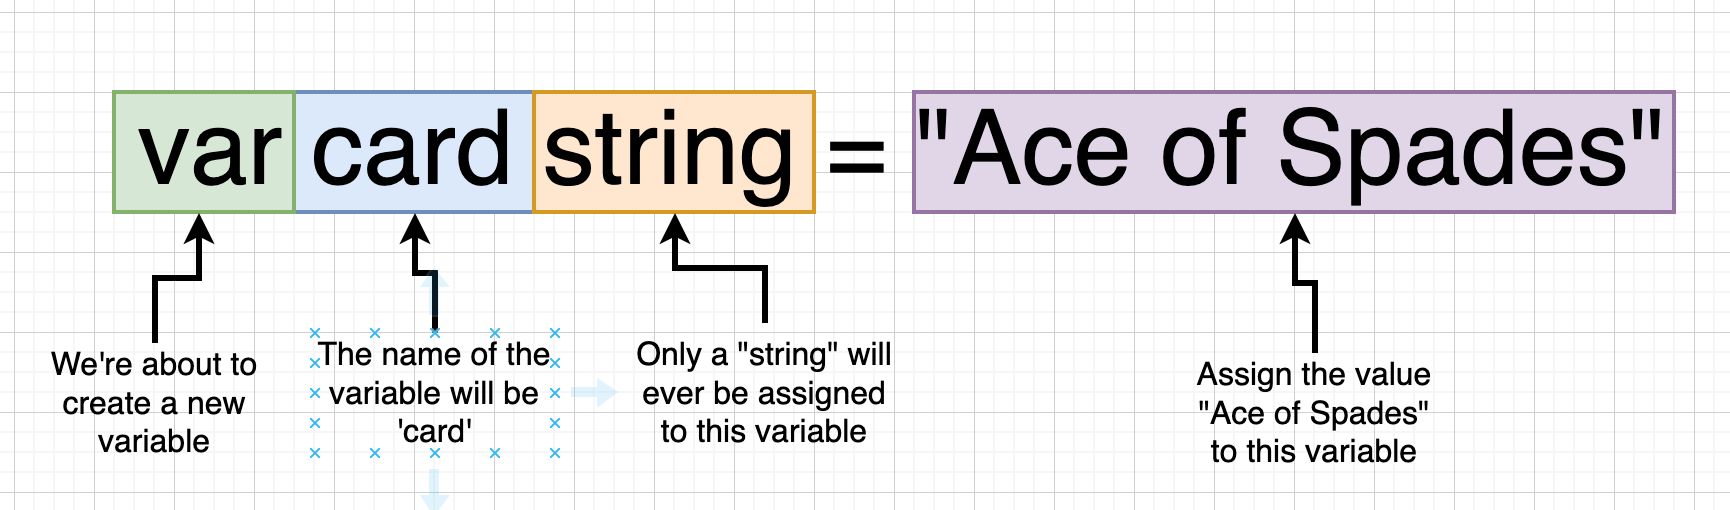 var card string = "Ace of Spades"
We're about to
create a new
variable
The name of the
variable will be
'card'
Only a "string" will
ever be assigned
to this variable
Assign the value
"Ace of Spades"
to this variable